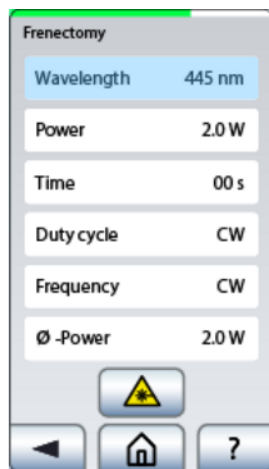 Frenectomy
Wavelength 445 nm
Power 2.0 W
Time 00 s
Duty cycle CW
Frequency CW
Ø -Power 2.0 W
?